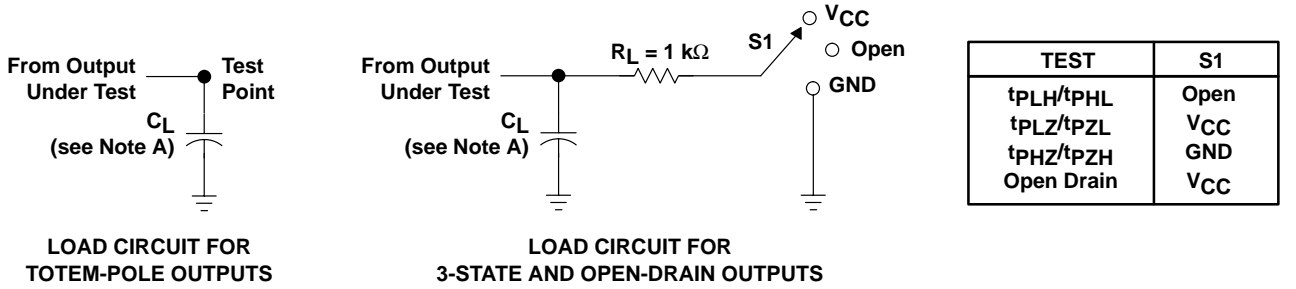 From Output
Under Test
Test
Point
CL
(see Note A)
LOAD CIRCUIT FOR
TOTEM-POLE OUTPUTS
From Output
Under Test
RL = 1 kΩ
S1
VCC
Open
GND
CL
(see Note A)
LOAD CIRCUIT FOR
3-STATE AND OPEN-DRAIN OUTPUTS
TEST S1
tPLH/tPHL Open
tPLZ/tPZL VCC
tPHZ/tPZH GND
Open Drain VCC